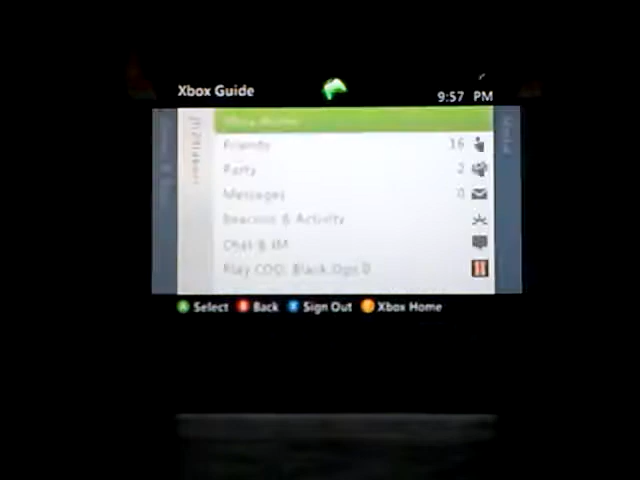 Xbox Guide
9:57 PM
Xbox Home
Friends 16
Party 2
Messages 0
Beacons & Activity
Chat & IM
Play COD: Black Ops II
A Select B Back X Sign Out Y Xbox Home